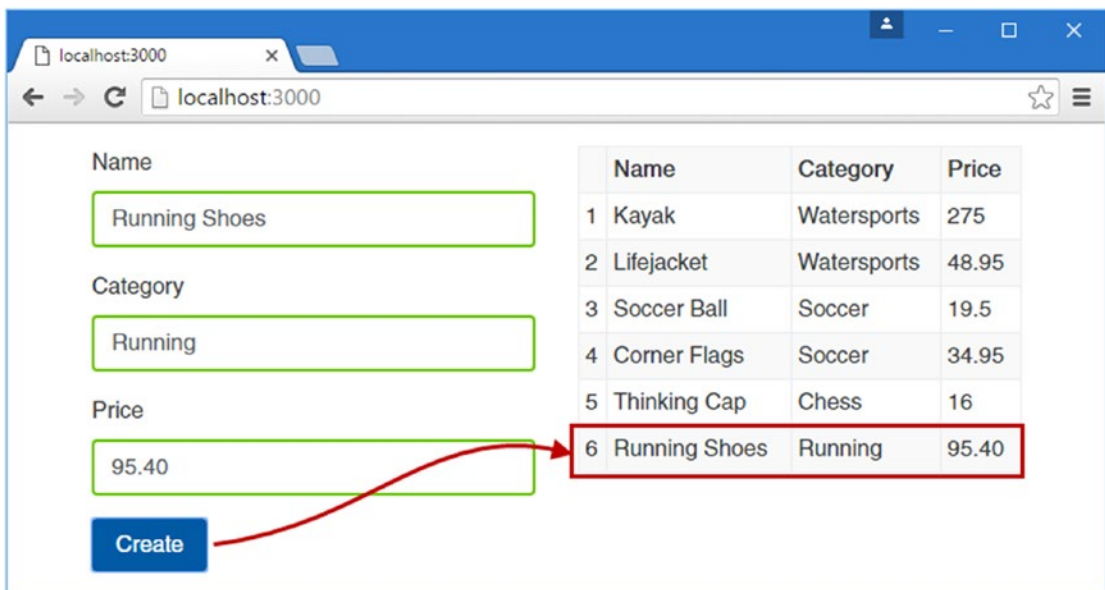 localhost:3000
localhost:3000
Name
Running Shoes
Category
Running
Price
95.40
Create
Name Category Price
1 Kayak Watersports 275
2 Lifejacket Watersports 48.95
3 Soccer Ball Soccer 19.5
4 Corner Flags Soccer 34.95
5 Thinking Cap Chess 16
6 Running Shoes Running 95.40